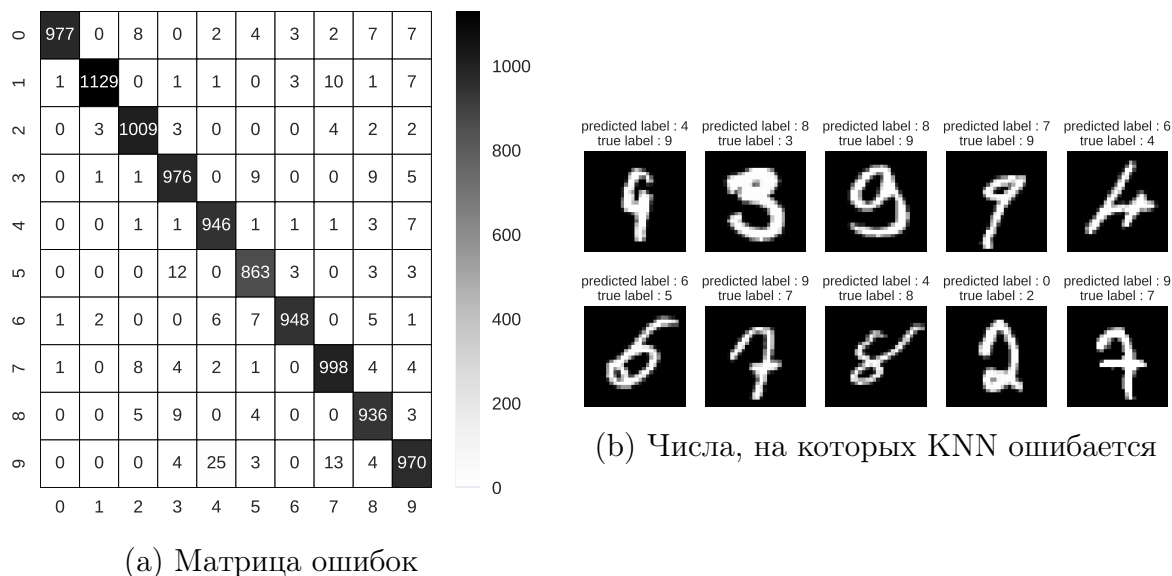 0 977 0 8 0 2 4 3 2 7 7
1 1 1129 0 1 1 0 3 10 1 7
2 0 3 1009 3 0 0 0 4 2 2
3 0 1 1 976 0 9 0 0 9 5
4 0 0 1 1 946 1 1 1 3 7
5 0 0 0 12 0 863 3 0 3 3
6 1 2 0 0 6 7 948 0 5 1
7 1 0 8 4 2 1 0 998 4 4
8 0 0 5 9 0 4 0 0 936 3
9 0 0 0 4 25 3 0 13 4 970
0 1 2 3 4 5 6 7 8 9
1000
800
600
400
200
0
(a) Матрица ошибок
predicted label : 4 predicted label : 8 predicted label : 8 predicted label : 7 predicted label : 6
true label : 9 true label : 3 true label : 9 true label : 9 true label : 4
9 3 9 9 4
predicted label : 6 predicted label : 9 predicted label : 4 predicted label : 0 predicted label : 9
true label : 5 true label : 7 true label : 8 true label : 2 true label : 7
5 7 8 2 7
(b) Числа, на которых KNN ошибается